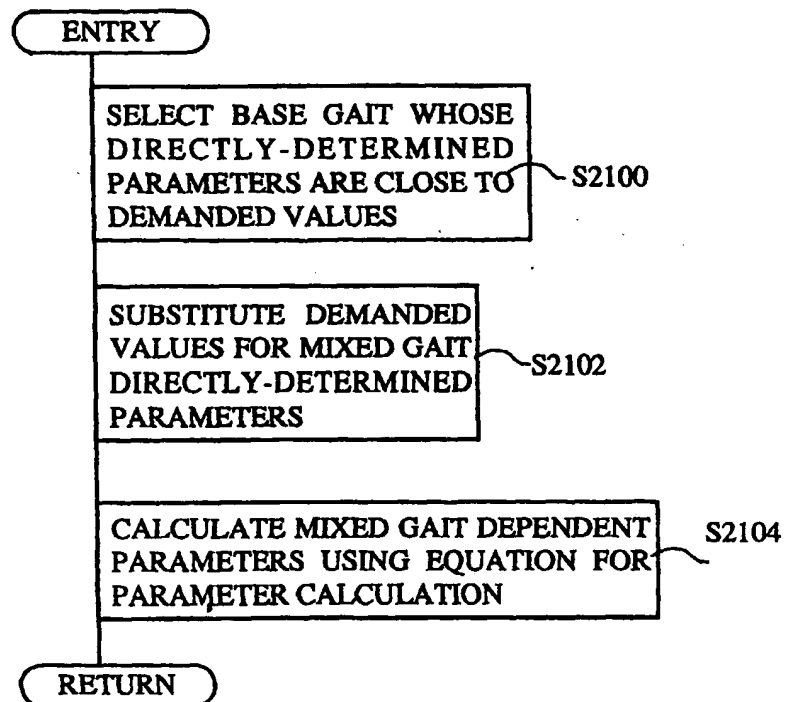 ENTRY
SELECT BASE GAIT WHOSE
DIRECTLY-DETERMINED
PARAMETERS ARE CLOSE TO
DEMANDED VALUES
S2100
SUBSTITUTE DEMANDED
VALUES FOR MIXED GAIT
DIRECTLY-DETERMINED
PARAMETERS
S2102
CALCULATE MIXED GAIT DEPENDENT
PARAMETERS USING EQUATION FOR
PARAMETER CALCULATION
S2104
RETURN